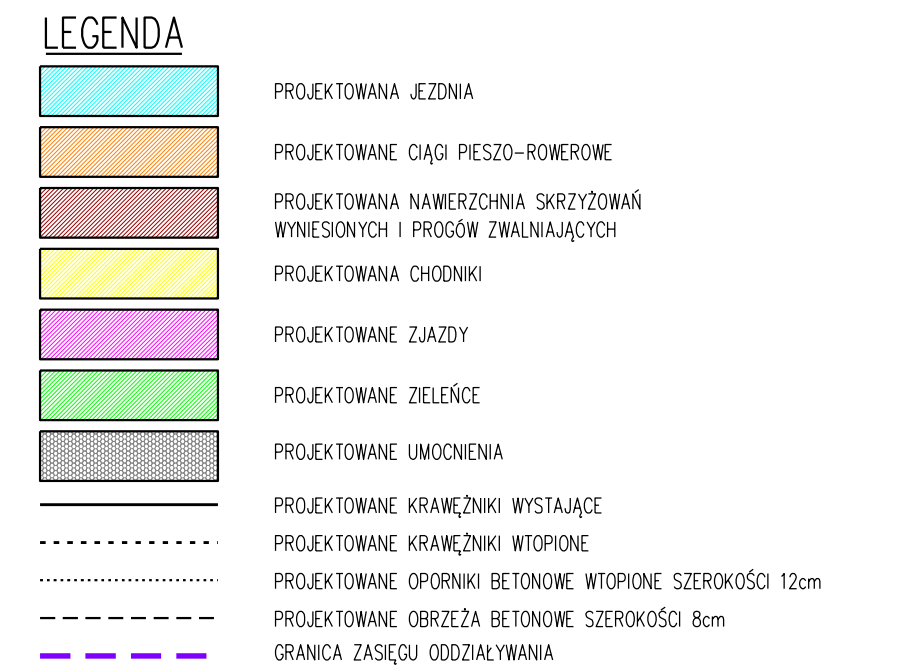 LEGENDA
PROJEKTOWANA JEZDNIA
PROJEKTOWANE CIĄGI PIESZO-ROWEROWE
PROJEKTOWANA NAWIERZCHNIA SKRZYŻOWAŃ
WYNIESIONYCH I PROGÓW ZWALNIAJĄCYCH
PROJEKTOWANA CHODNIKI
PROJEKTOWANE ZJAZDY
PROJEKTOWANE ZIELEŃCE
PROJEKTOWANE UMOCNIENIA
PROJEKTOWANE KRAWĘŻNIKI WYSTAJĄCE
PROJEKTOWANE KRAWĘŻNIKI WTOPIONE
PROJEKTOWANE OPORNIKI BETONOWE WTOPIONE SZEROKOŚCI 12cm
PROJEKTOWANE OBRZEŻA BETONOWE SZEROKOŚCI 8cm
GRANICA ZASIĘGU ODDZIAŁYWANIA